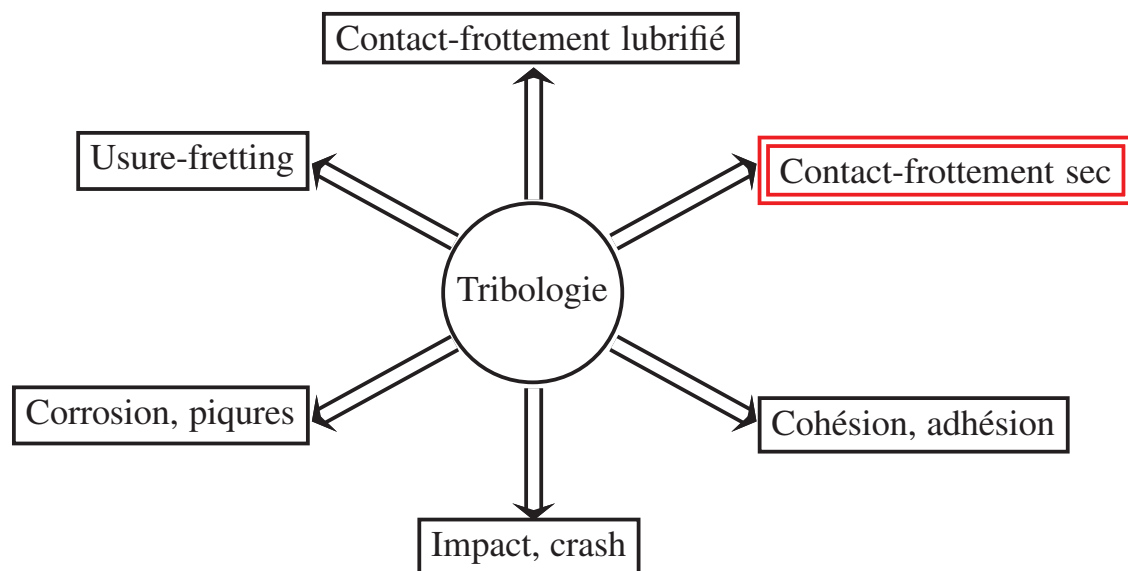 Contact-frottement lubrifié
Usure-fretting
Contact-frottement sec
Tribologie
Corrosion, piqures
Cohésion, adhésion
Impact, crash